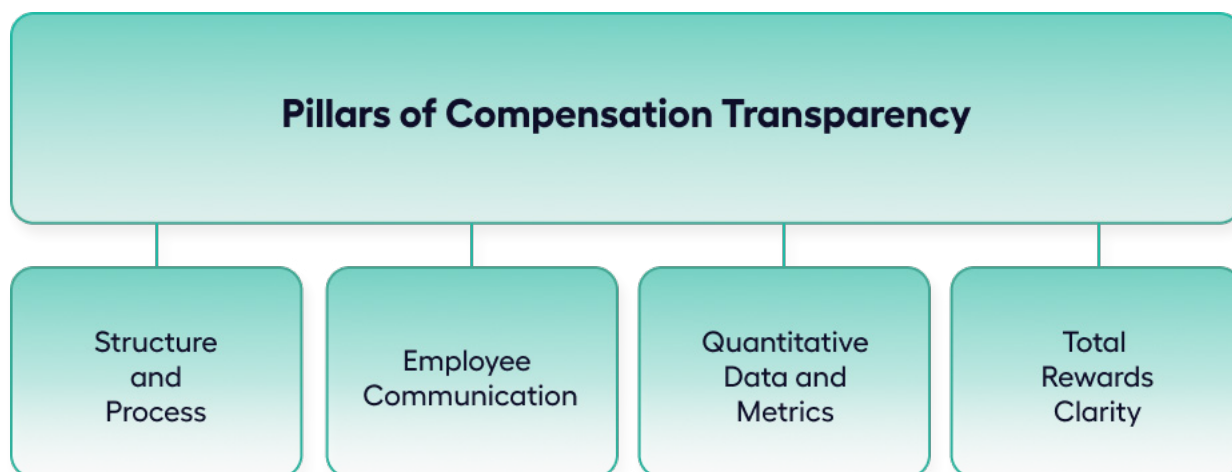 Pillars of Compensation Transparency
Structure
and
Process
Employee
Communication
Quantitative
Data and
Metrics
Total
Rewards
Clarity